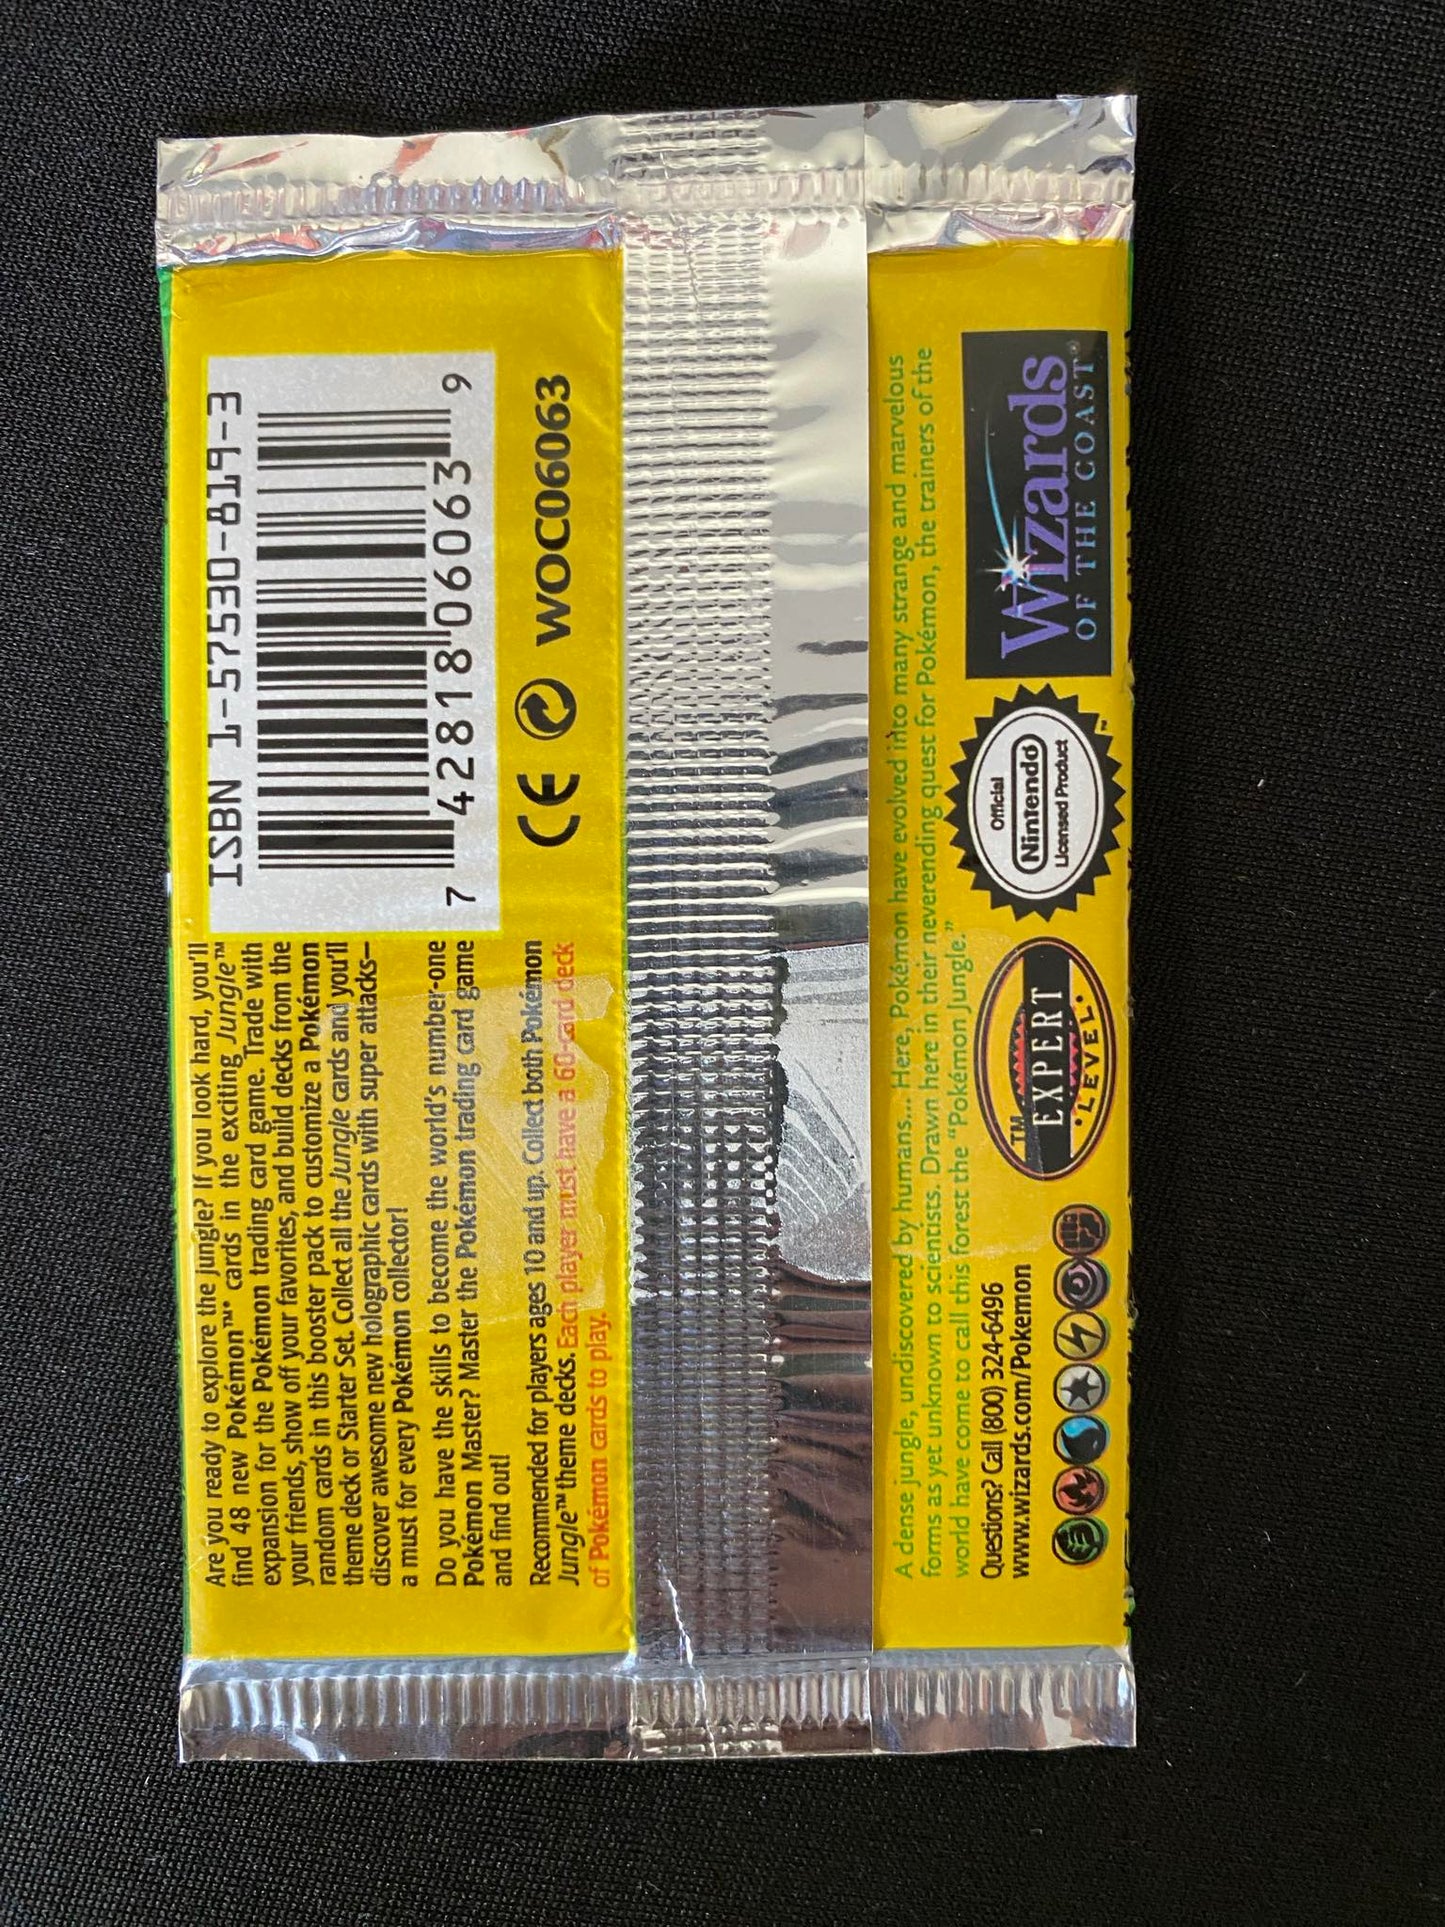 Are you ready to explore the jungle? If you look hard, you'll
find 48 new Pokémon™ cards in the exciting Jungle™
expansion for the Pokémon trading card game. Trade with
your friends, show off your favorites, and build decks from the
random cards in this booster pack to customize a Pokémon
theme deck or Starter Set. Collect all the Jungle cards and you'll
discover awesome new holographic cards with super attacks–
a must for every Pokémon collector!
Do you have the skills to become the world's number-one
Pokémon Master? Master the Pokémon trading card game
and find out!
Recommended for players ages 10 and up. Collect both Pokémon
Jungle™ theme decks. Each player must have a 60-card deck
of Pokémon cards to play.
ISBN 1-57530-819-3
7 42818 06063 9
CE WOC06063
A dense jungle, undiscovered by humans... Here, Pokémon have evolved into many strange and marvelous
forms as yet unknown to scientists. Drawn here in their neverending quest for Pokémon, the trainers of the
world have come to call this forest the "Pokémon Jungle."
Questions? Call (800) 324-6496
www.wizards.com/Pokemon
™
EXPERT
LEVEL
Official
Nintendo
Licensed Product
™
Wizards
OF THE COAST®